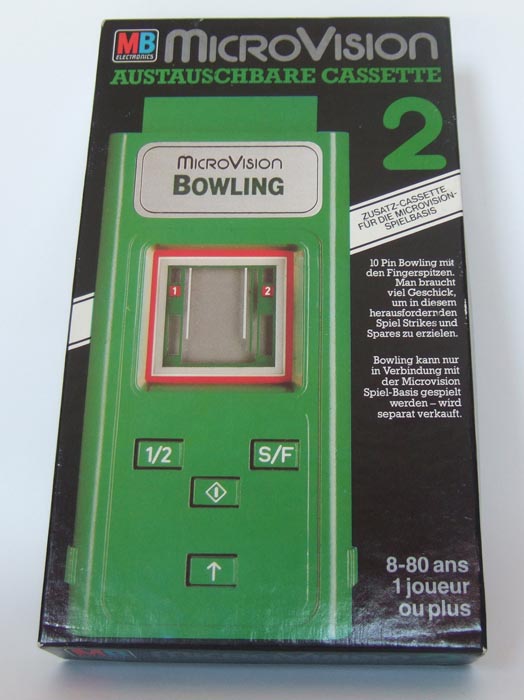 MB
ELECTRONICS
MICROVISION
AUSTAUSCHBARE CASSETTE
2
MICROVISION
BOWLING
ZUSATZ-CASSETTE
FÜR DIE MICROVISION-
SPIELBASIS
1
2
10 Pin Bowling mit
den Fingerspitzen.
Man braucht
viel Geschick,
um in diesem
herausfordernden
Spiel Strikes und
Spares zu erzielen.
Bowling kann nur
in Verbindung mit
der Microvision
Spiel-Basis gespielt
werden – wird
separat verkauft.
1/2
S/F
↑
8-80 ans
1 joueur
ou plus
MB
MICROVISION